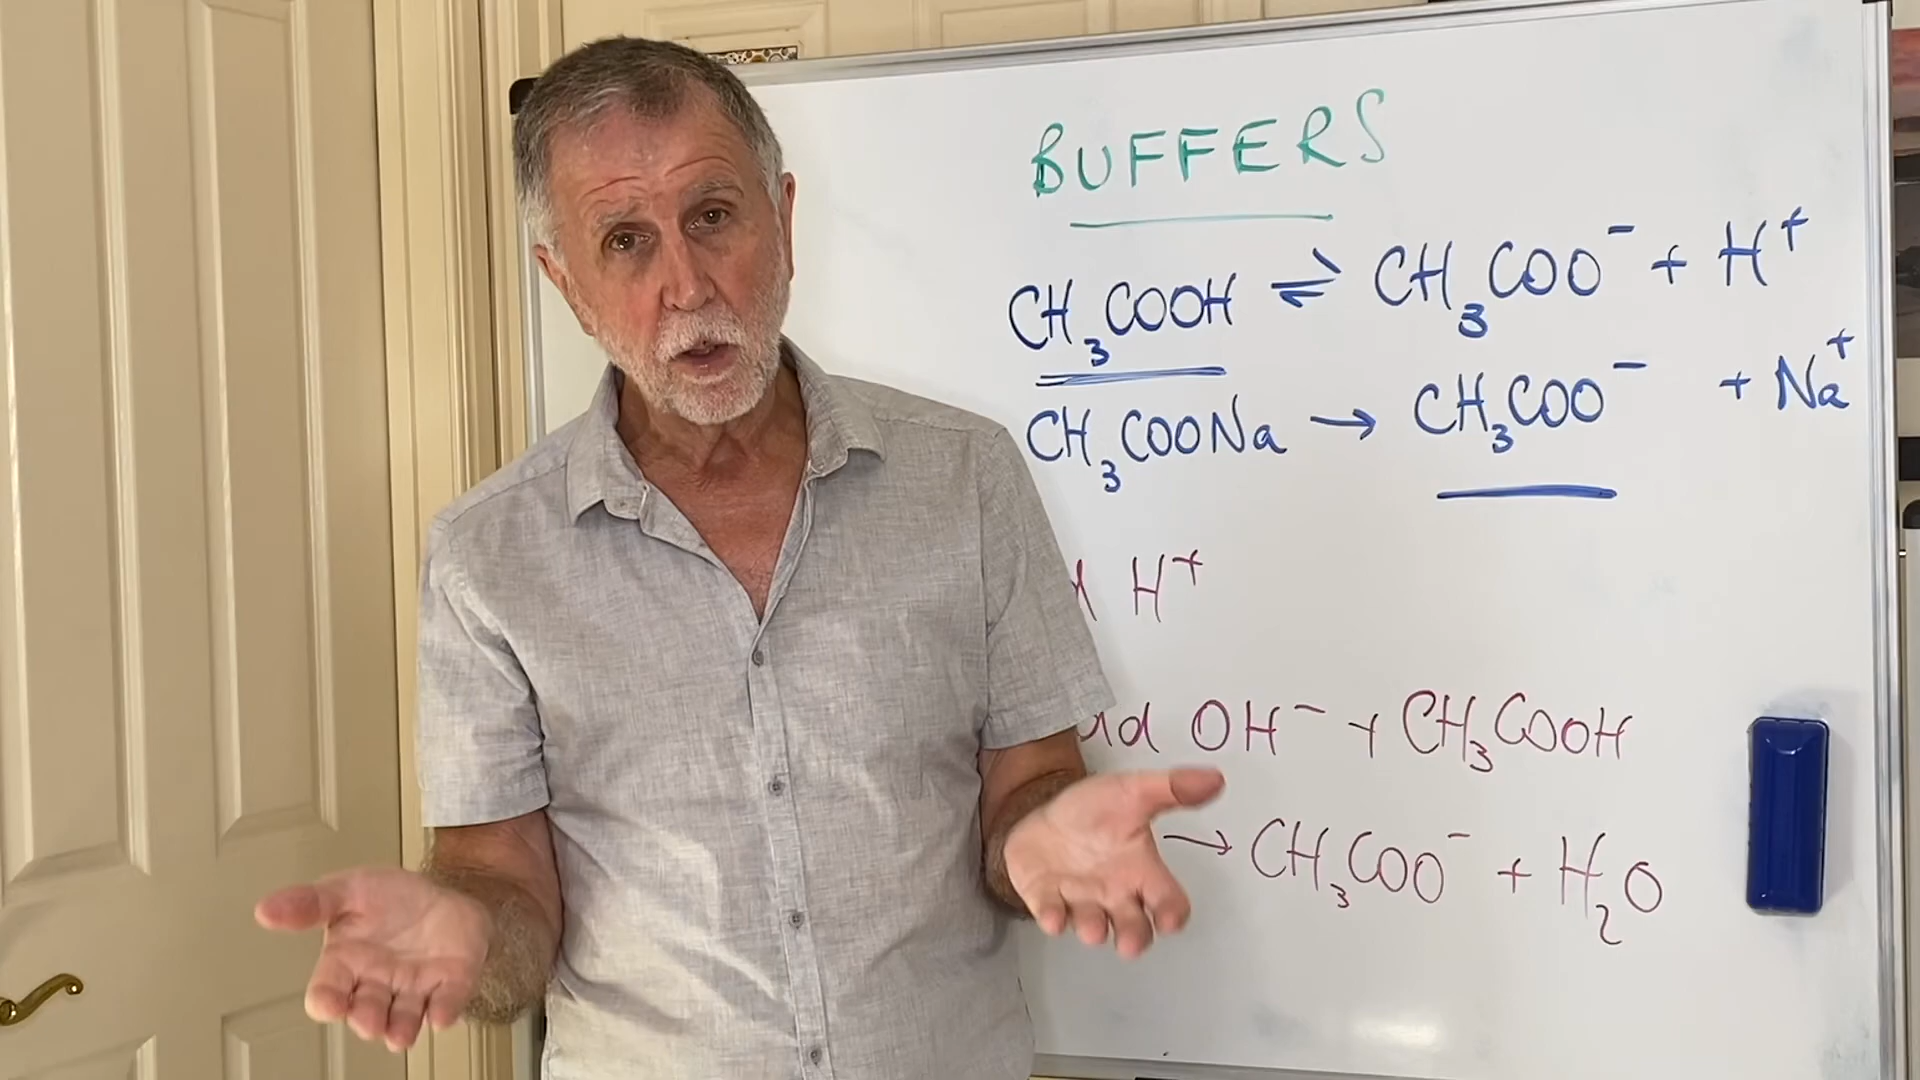 BUFFERS
CH₃COOH ⇌ CH₃COO⁻ + H⁺
CH₃COONa → CH₃COO⁻ + Na⁺
H⁺
OH⁻ + CH₃COOH
→ CH₃COO⁻ + H₂O